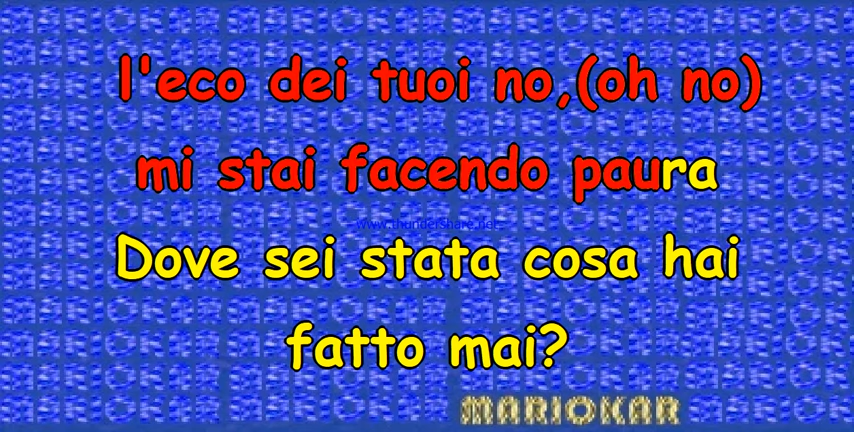 l'eco dei tuoi no,(oh no)
mi stai facendo paura
www.thundershare.net
Dove sei stata cosa hai
fatto mai?
MARIOKAR